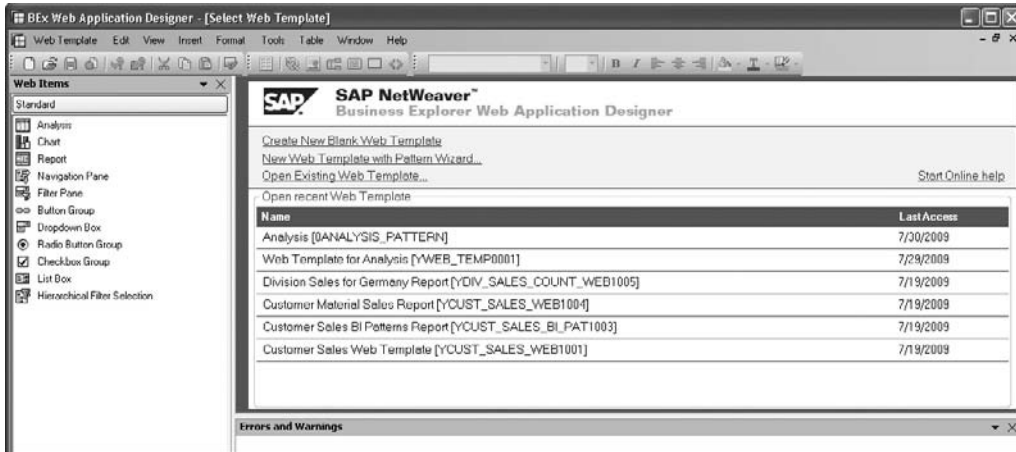 BEx Web Application Designer - [Select Web Template]
Web Template Edit View Insert Format Tools Table Window Help
B I
Web Items
Standard
Analysis
Chart
Report
Navigation Pane
Filter Pane
Button Group
Dropdown Box
Radio Button Group
Checkbox Group
List Box
Hierarchical Filter Selection
SAP
SAP NetWeaver™
Business Explorer Web Application Designer
Create New Blank Web Template
New Web Template with Pattern Wizard...
Open Existing Web Template...
Start Online help
Open recent Web Template
Name LastAccess
Analysis [0ANALYSIS_PATTERN] 7/30/2009
Web Template for Analysis [YWEB_TEMP0001] 7/29/2009
Division Sales for Germany Report [YDIV_SALES_COUNT_WEB1005] 7/19/2009
Customer Material Sales Report [YCUST_SALES_WEB1004] 7/19/2009
Customer Sales BI Patterns Report [YCUST_SALES_BI_PAT1003] 7/19/2009
Customer Sales Web Template [YCUST_SALES_WEB1001] 7/19/2009
Errors and Warnings